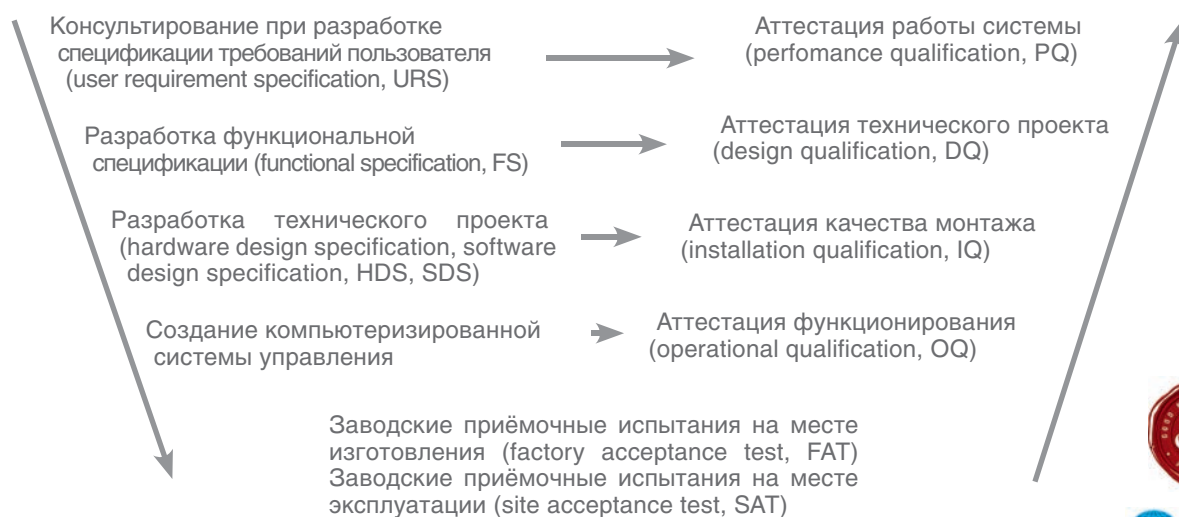 Консультирование при разработке
спецификации требований пользователя
(user requirement specification, URS)
Аттестация работы системы
(perfomance qualification, PQ)
Разработка функциональной
спецификации (functional specification, FS)
Аттестация технического проекта
(design qualification, DQ)
Разработка технического проекта
(hardware design specification, software
design specification, HDS, SDS)
Аттестация качества монтажа
(installation qualification, IQ)
Создание компьютеризированной
системы управления
Аттестация функционирования
(operational qualification, OQ)
Заводские приёмочные испытания на месте
изготовления (factory acceptance test, FAT)
Заводские приёмочные испытания на месте
эксплуатации (site acceptance test, SAT)